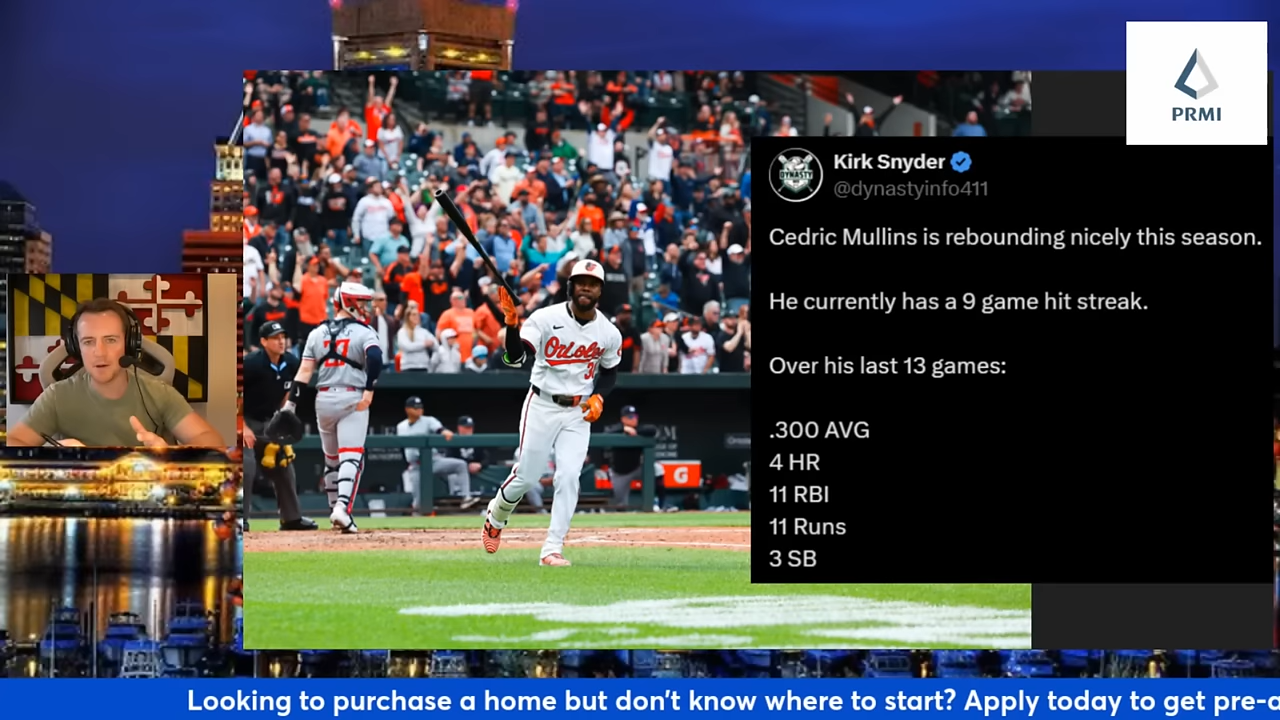 PRMI
Kirk Snyder
@dynastyinfo411
Cedric Mullins is rebounding nicely this season.
He currently has a 9 game hit streak.
Over his last 13 games:
.300 AVG
4 HR
11 RBI
11 Runs
3 SB
DYNASTY
Orioles
27
G
Looking to purchase a home but don't know where to start? Apply today to get